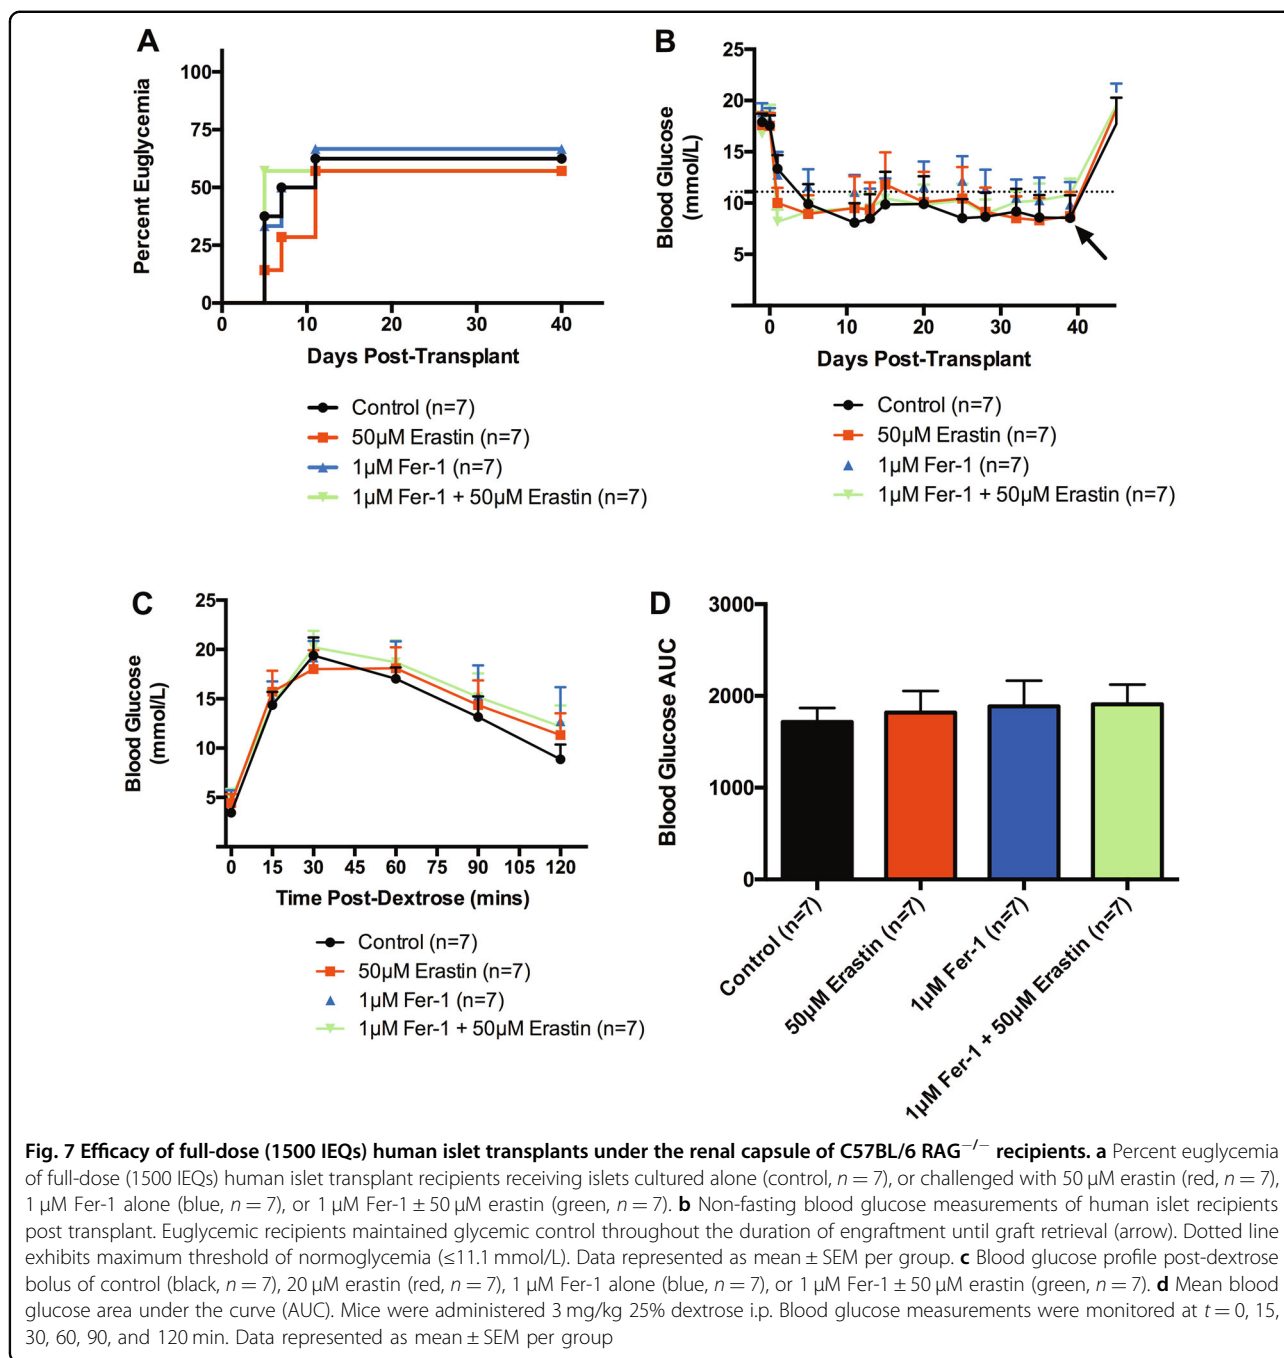 A
Percent Euglycemia
100
75
50
25
0
0 10 20 30 40
Days Post-Transplant
Control (n=7)
50µM Erastin (n=7)
1µM Fer-1 (n=7)
1µM Fer-1 + 50µM Erastin (n=7)
B
Blood Glucose
(mmol/L)
25
20
15
10
5
0 10 20 30 40
Days Post-Transplant
Control (n=7)
50µM Erastin (n=7)
1µM Fer-1 (n=7)
1µM Fer-1 + 50µM Erastin (n=7)
C
Blood Glucose
(mmol/L)
25
20
15
10
5
0 15 30 45 60 75 90 105 120
Time Post-Dextrose (mins)
Control (n=7)
50µM Erastin (n=7)
1µM Fer-1 (n=7)
1µM Fer-1 + 50µM Erastin (n=7)
D
Blood Glucose AUC
3000
2000
1000
0
Control (n=7)
50µM Erastin (n=7)
1µM Fer-1 (n=7)
1µM Fer-1 + 50µM Erastin (n=7)
Fig. 7 Efficacy of full-dose (1500 IEQs) human islet transplants under the renal capsule of C57BL/6 RAG−/− recipients. a Percent euglycemia
of full-dose (1500 IEQs) human islet transplant recipients receiving islets cultured alone (control, n = 7), or challenged with 50 µM erastin (red, n = 7),
1 µM Fer-1 alone (blue, n = 7), or 1 µM Fer-1 ± 50 µM erastin (green, n = 7). b Non-fasting blood glucose measurements of human islet recipients
post transplant. Euglycemic recipients maintained glycemic control throughout the duration of engraftment until graft retrieval (arrow). Dotted line
exhibits maximum threshold of normoglycemia (≤11.1 mmol/L). Data represented as mean ± SEM per group. c Blood glucose profile post-dextrose
bolus of control (black, n = 7), 20 µM erastin (red, n = 7), 1 µM Fer-1 alone (blue, n = 7), or 1 µM Fer-1 ± 50 µM erastin (green, n = 7). d Mean blood
glucose area under the curve (AUC). Mice were administered 3 mg/kg 25% dextrose i.p. Blood glucose measurements were monitored at t = 0, 15,
30, 60, 90, and 120 min. Data represented as mean ± SEM per group